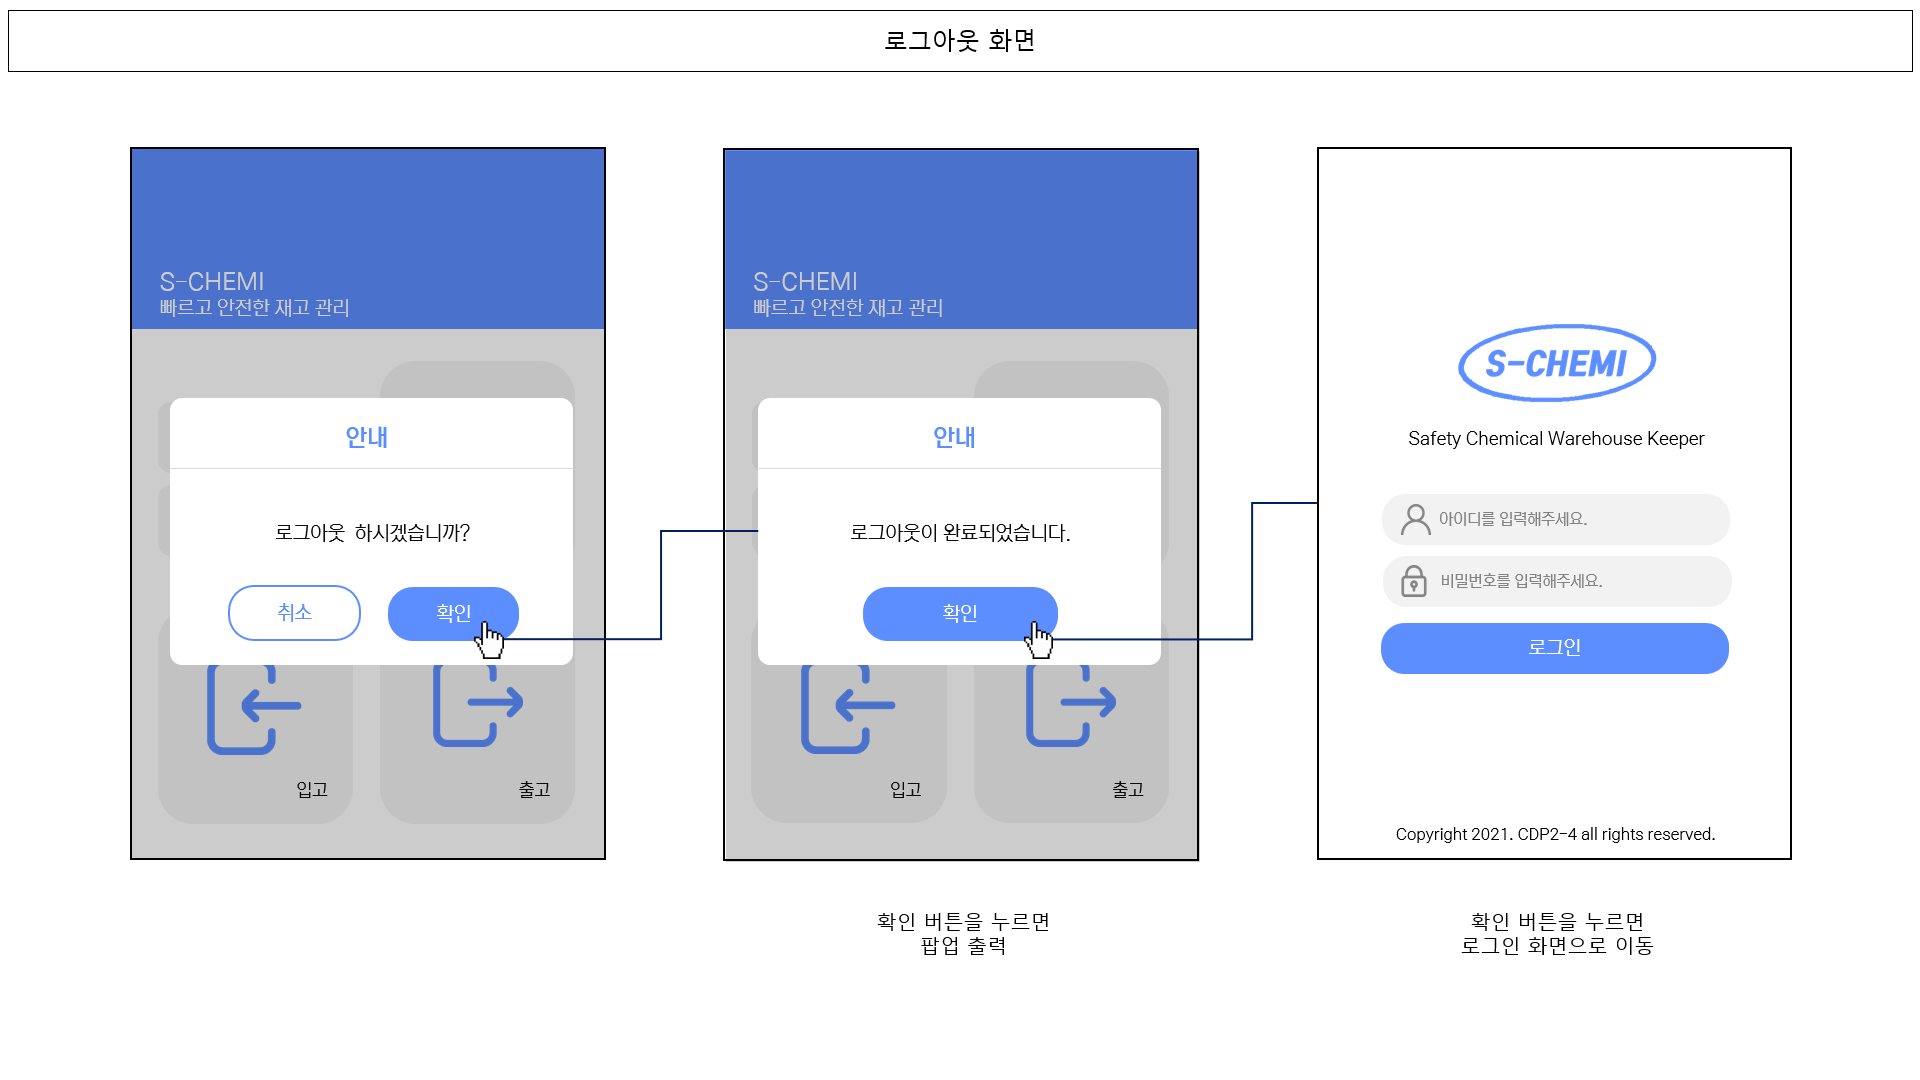 로그아웃 화면
S-CHEMI
빠르고 안전한 재고 관리
안내
로그아웃 하시겠습니까?
취소
확인
입고
출고
S-CHEMI
빠르고 안전한 재고 관리
안내
로그아웃이 완료되었습니다.
확인
입고
출고
확인 버튼을 누르면
팝업 출력
S-CHEMI
Safety Chemical Warehouse Keeper
아이디를 입력해주세요.
비밀번호를 입력해주세요.
로그인
Copyright 2021. CDP2-4 all rights reserved.
확인 버튼을 누르면
로그인 화면으로 이동